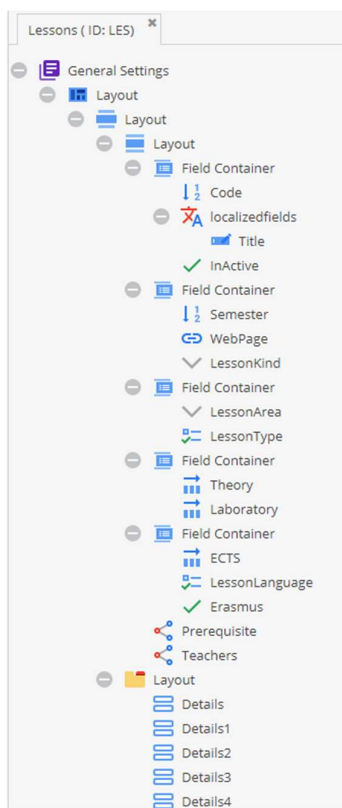 Lessons ( ID: LES)
General Settings
Layout
Layout
Layout
Field Container
Code
localizedfields
Title
InActive
Field Container
Semester
WebPage
LessonKind
Field Container
LessonArea
LessonType
Field Container
Theory
Laboratory
Field Container
ECTS
LessonLanguage
Erasmus
Prerequisite
Teachers
Layout
Details
Details1
Details2
Details3
Details4